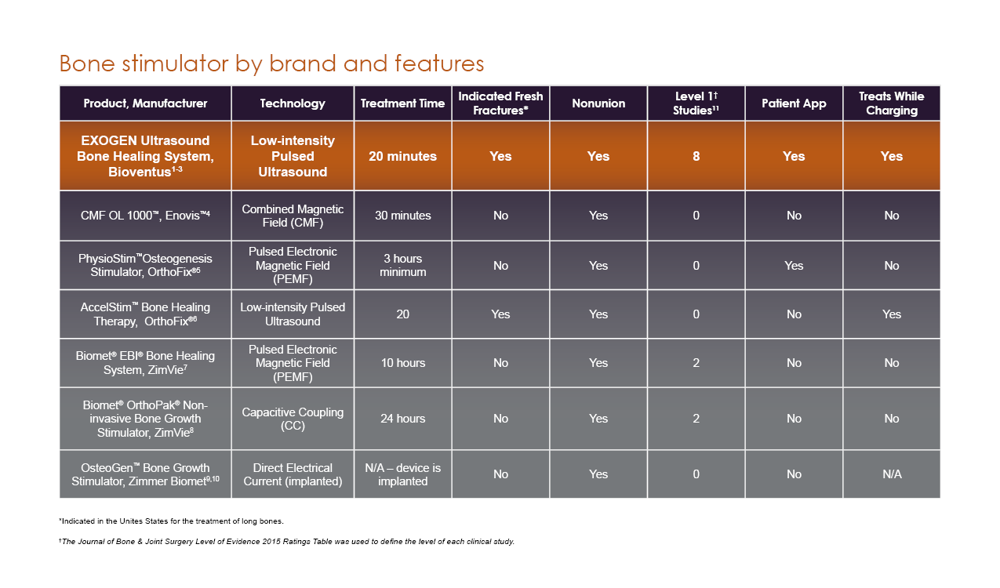 Bone stimulator by brand and features
Product, Manufacturer
Technology
Treatment Time
Indicated Fresh
Fractures*
Nonunion
Level 1†
Studies¹¹
Patient App
Treats While
Charging
EXOGEN Ultrasound
Bone Healing System,
Bioventus¹⁻³
Low-intensity
Pulsed
Ultrasound
20 minutes
Yes
Yes
8
Yes
Yes
CMF OL 1000™, Enovis™⁴
Combined Magnetic
Field (CMF)
30 minutes
No
Yes
0
No
No
PhysioStim™Osteogenesis
Stimulator, OrthoFix®⁵
Pulsed Electronic
Magnetic Field
(PEMF)
3 hours
minimum
No
Yes
0
Yes
No
AccelStim™ Bone Healing
Therapy, OrthoFix®⁶
Low-intensity Pulsed
Ultrasound
20
Yes
Yes
0
No
Yes
Biomet® EBI® Bone Healing
System, ZimVie⁷
Pulsed Electronic
Magnetic Field
(PEMF)
10 hours
No
Yes
2
No
No
Biomet® OrthoPak® Non-
invasive Bone Growth
Stimulator, ZimVie⁸
Capacitive Coupling
(CC)
24 hours
No
Yes
2
No
No
OsteoGen™ Bone Growth
Stimulator, Zimmer Biomet⁹,¹⁰
Direct Electrical
Current (implanted)
N/A – device is
implanted
No
Yes
0
No
N/A
*Indicated in the Unites States for the treatment of long bones.
†The Journal of Bone & Joint Surgery Level of Evidence 2015 Ratings Table was used to define the level of each clinical study.